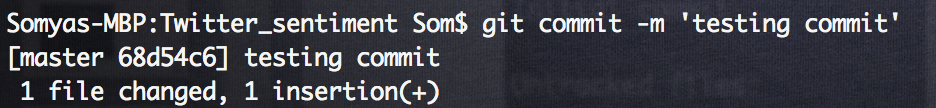 Somyas-MBP:Twitter_sentiment Som$ git commit -m 'testing commit'
[master 68d54c6] testing commit
 1 file changed, 1 insertion(+)